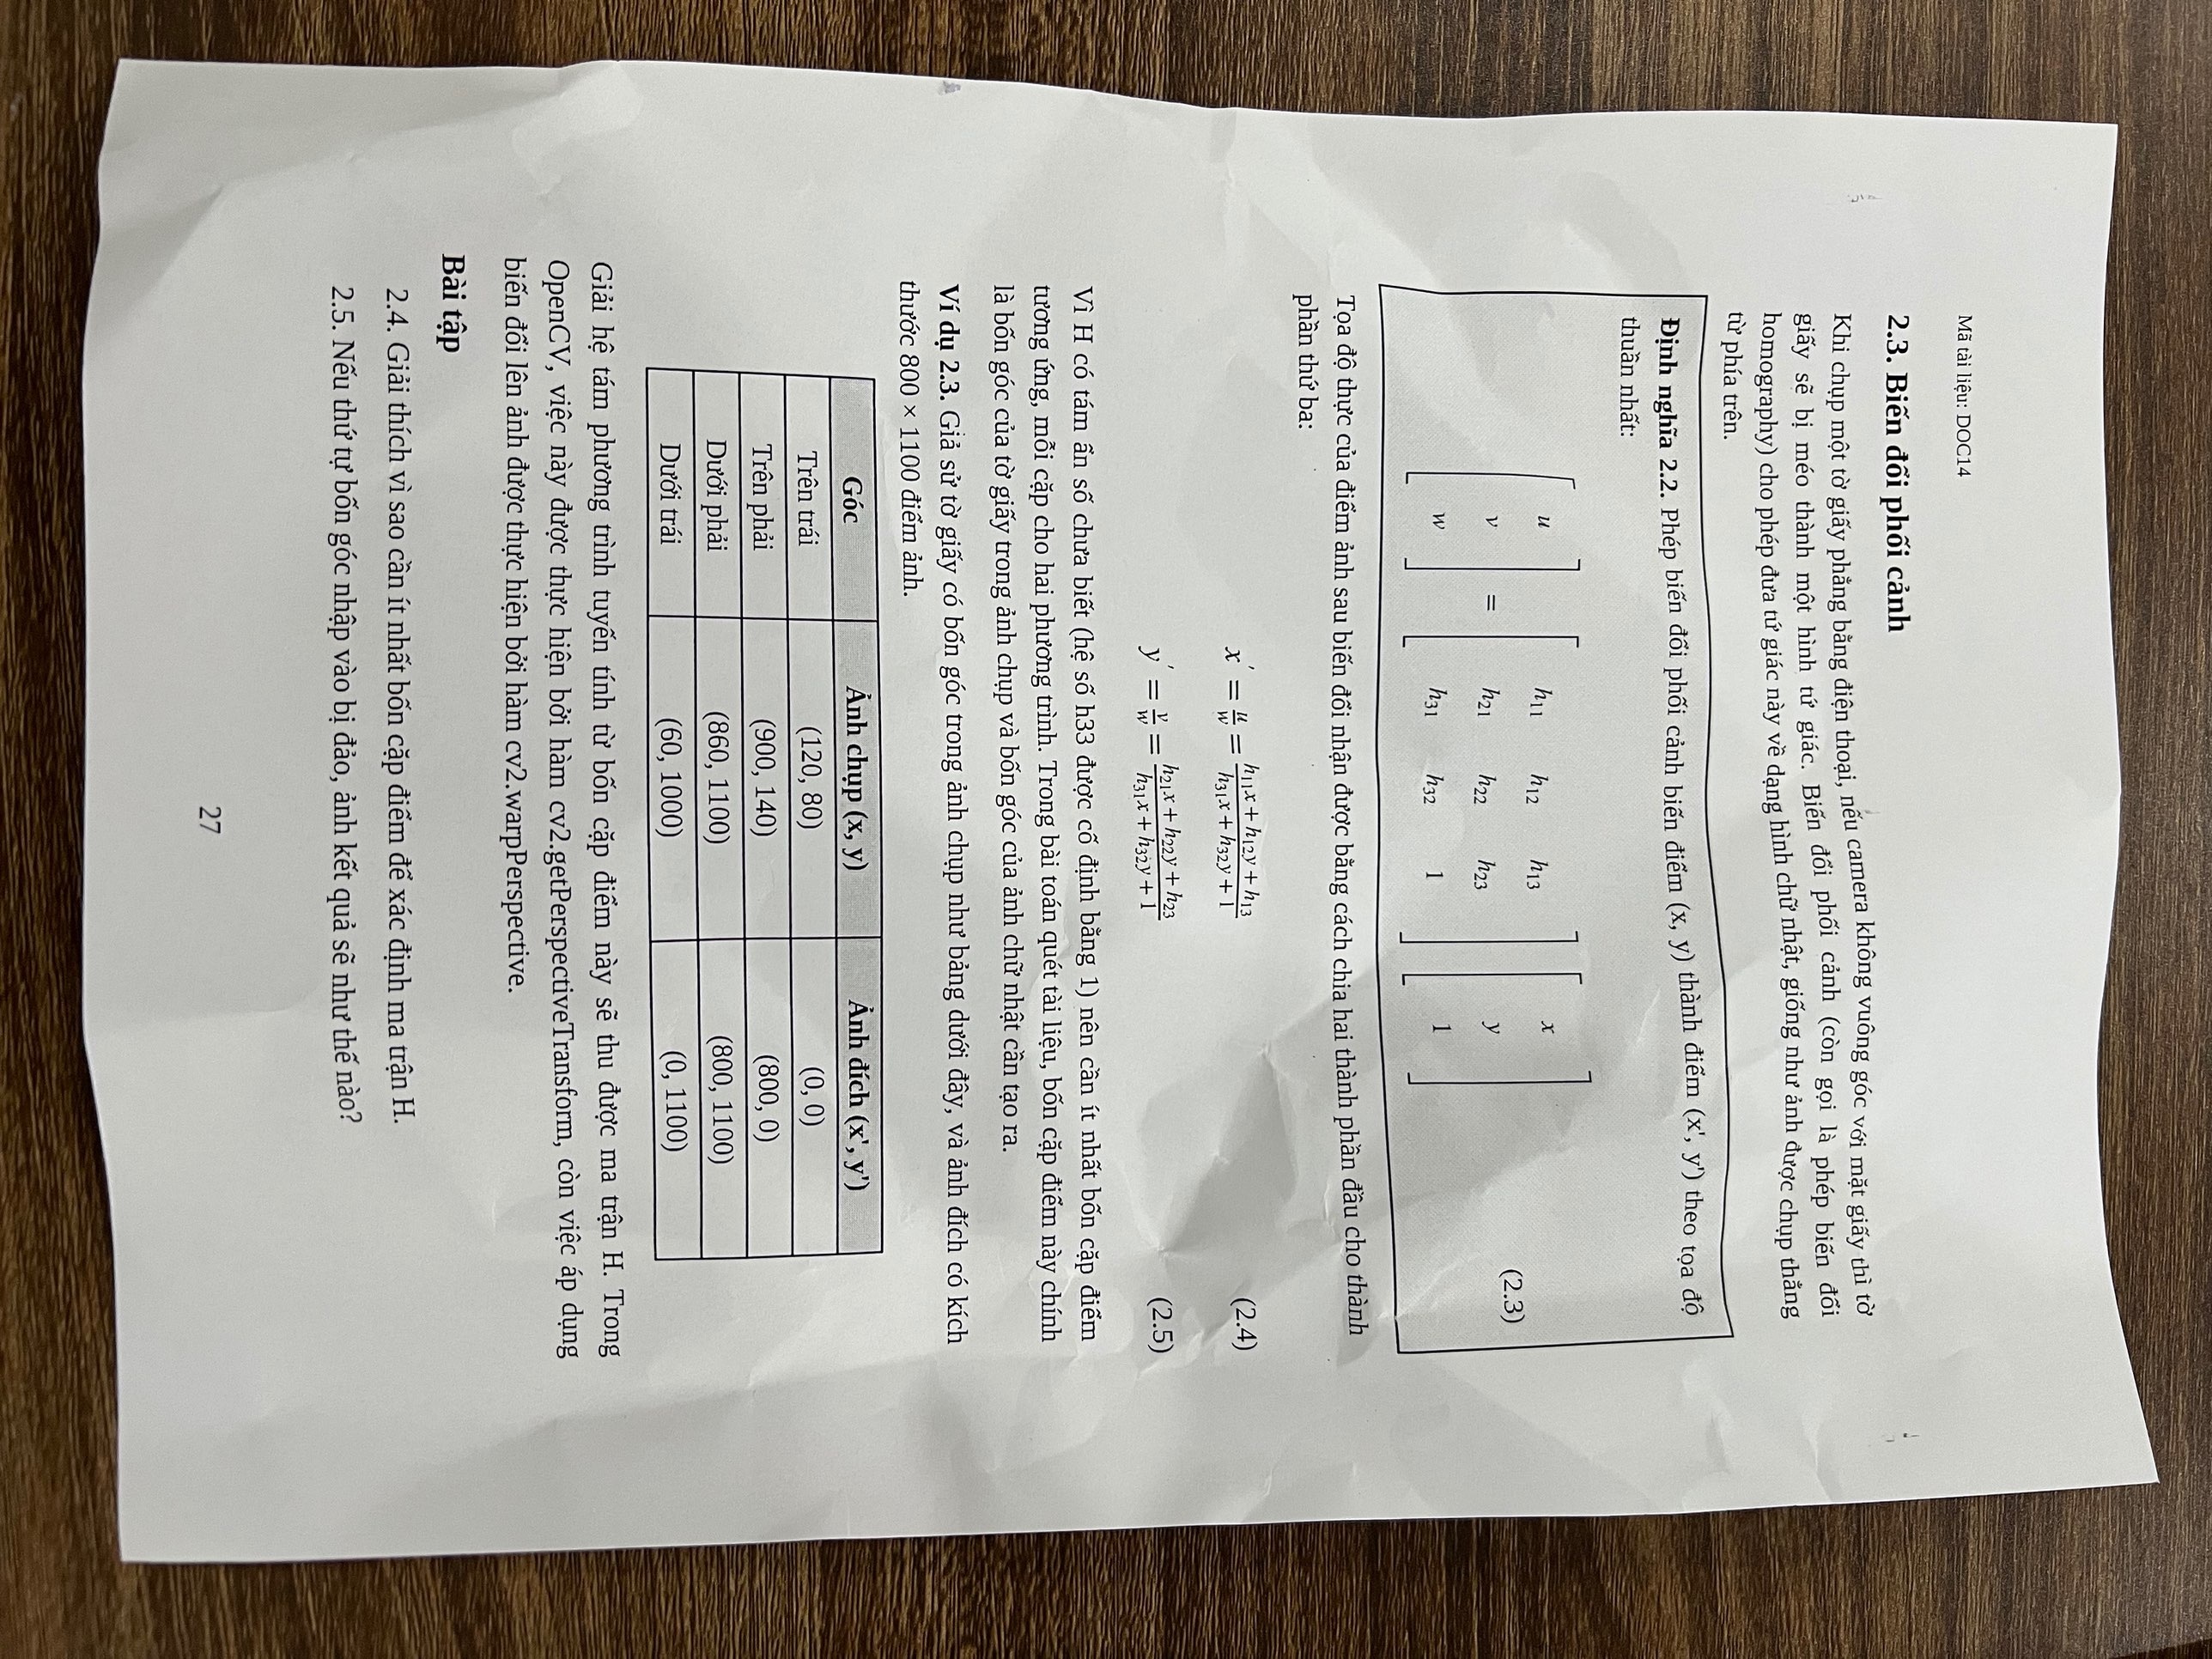 Mã tài liệu: DOC14
2.3. Biến đổi phối cảnh
Khi chụp một tờ giấy phẳng bằng điện thoại, nếu camera không vuông góc với mặt giấy thì tờ
giấy sẽ bị méo thành một hình tứ giác. Biến đổi phối cảnh (còn gọi là phép biến đổi
homography) cho phép đưa tứ giác này về dạng hình chữ nhật, giống như ảnh được chụp thẳng
từ phía trên.
Định nghĩa 2.2. Phép biến đổi phối cảnh biến điểm (x, y) thành điểm (x', y') theo tọa độ
thuần nhất:
[u v w] = [h11 h12 h13; h21 h22 h23; h31 h32 1] [x y 1] (2.3)
Tọa độ thực của điểm ảnh sau biến đổi nhận được bằng cách chia hai thành phần đầu cho thành
phần thứ ba:
x' = u/w = (h11x + h12y + h13)/(h31x + h32y + 1) (2.4)
y' = v/w = (h21x + h22y + h23)/(h31x + h32y + 1) (2.5)
Vì H có tám ẩn số chưa biết (hệ số h33 được cố định bằng 1) nên cần ít nhất bốn cặp điểm
tương ứng, mỗi cặp cho hai phương trình. Trong bài toán quét tài liệu, bốn cặp điểm này chính
là bốn góc của tờ giấy trong ảnh chụp và bốn góc của ảnh chữ nhật cần tạo ra.
Ví dụ 2.3. Giả sử tờ giấy có bốn góc trong ảnh chụp như bảng dưới đây, và ảnh đích có kích
thước 800 × 1100 điểm ảnh.
Góc Ảnh chụp (x, y) Ảnh đích (x', y')
Trên trái (120, 80) (0, 0)
Trên phải (900, 140) (800, 0)
Dưới phải (860, 1100) (800, 1100)
Dưới trái (60, 1000) (0, 1100)
Giải hệ tám phương trình tuyến tính từ bốn cặp điểm này sẽ thu được ma trận H. Trong
OpenCV, việc này được thực hiện bởi hàm cv2.getPerspectiveTransform, còn việc áp dụng
biến đổi lên ảnh được thực hiện bởi hàm cv2.warpPerspective.
Bài tập
2.4. Giải thích vì sao cần ít nhất bốn cặp điểm để xác định ma trận H.
2.5. Nếu thứ tự bốn góc nhập vào bị đảo, ảnh kết quả sẽ như thế nào?
27